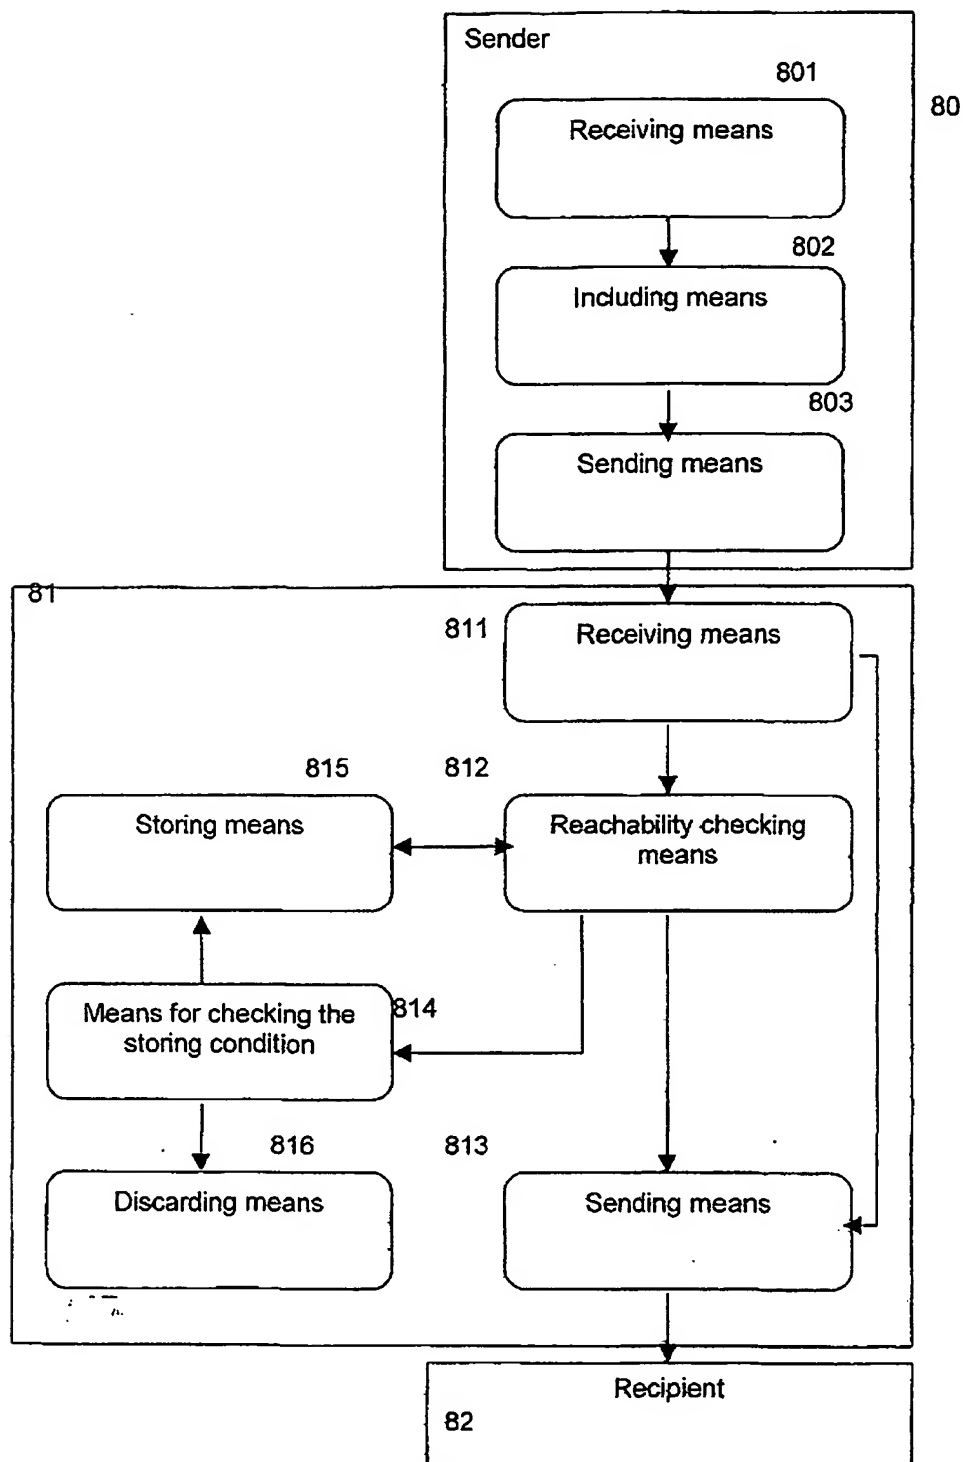 Sender
801
80
Receiving means
802
Including means
803
Sending means
81
811
Receiving means
815
812
Storing means
Reachability checking
means
Means for checking the
storing condition
814
816
813
Discarding means
Sending means
Recipient
82